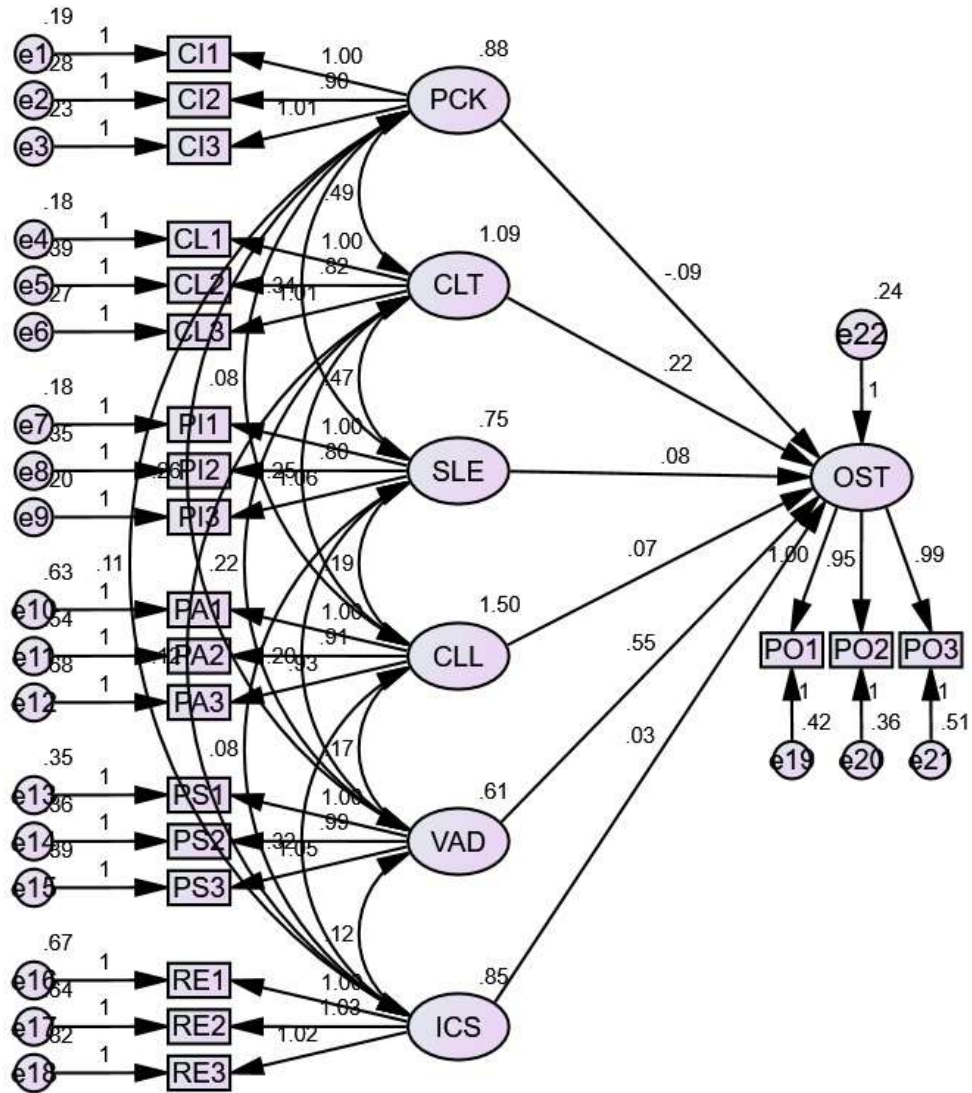 .19
e1 1 CI1 1.00 PCK .88
.28
e2 1 CI2 .90
.23
e3 1 CI3 1.01
.49
.18
e4 1 CL1 1.00 CLT 1.09 -.09
.39
e5 1 CL2 .82 .34
.27
e6 1 CL3 1.01
.24
e22 1
.22
.08 .47
.18
e7 1 PI1 1.00 SLE .75 .08 OST
.35
e8 1 PI2 .80 .26 .25
.20
e9 1 PI3 1.06
.11 .22 .19 .07 1.00 .95 .99
.63
e10 1 PA1 1.00 CLL 1.50 .55
.54
e11 1 PA2 .91 .12 .20
.68
e12 1 PA3 .93
PO1 PO2 PO3
1 1 1
.42 .36 .51
e19 e20 e21
.08 .17 .03
.35
e13 1 PS1 1.00 VAD .61
.36
e14 1 PS2 .99 .32
.39
e15 1 PS3 1.05
.12
.67
e16 1 RE1 1.00 ICS .85
.64
e17 1 RE2 1.03
e18 1 RE3 1.02